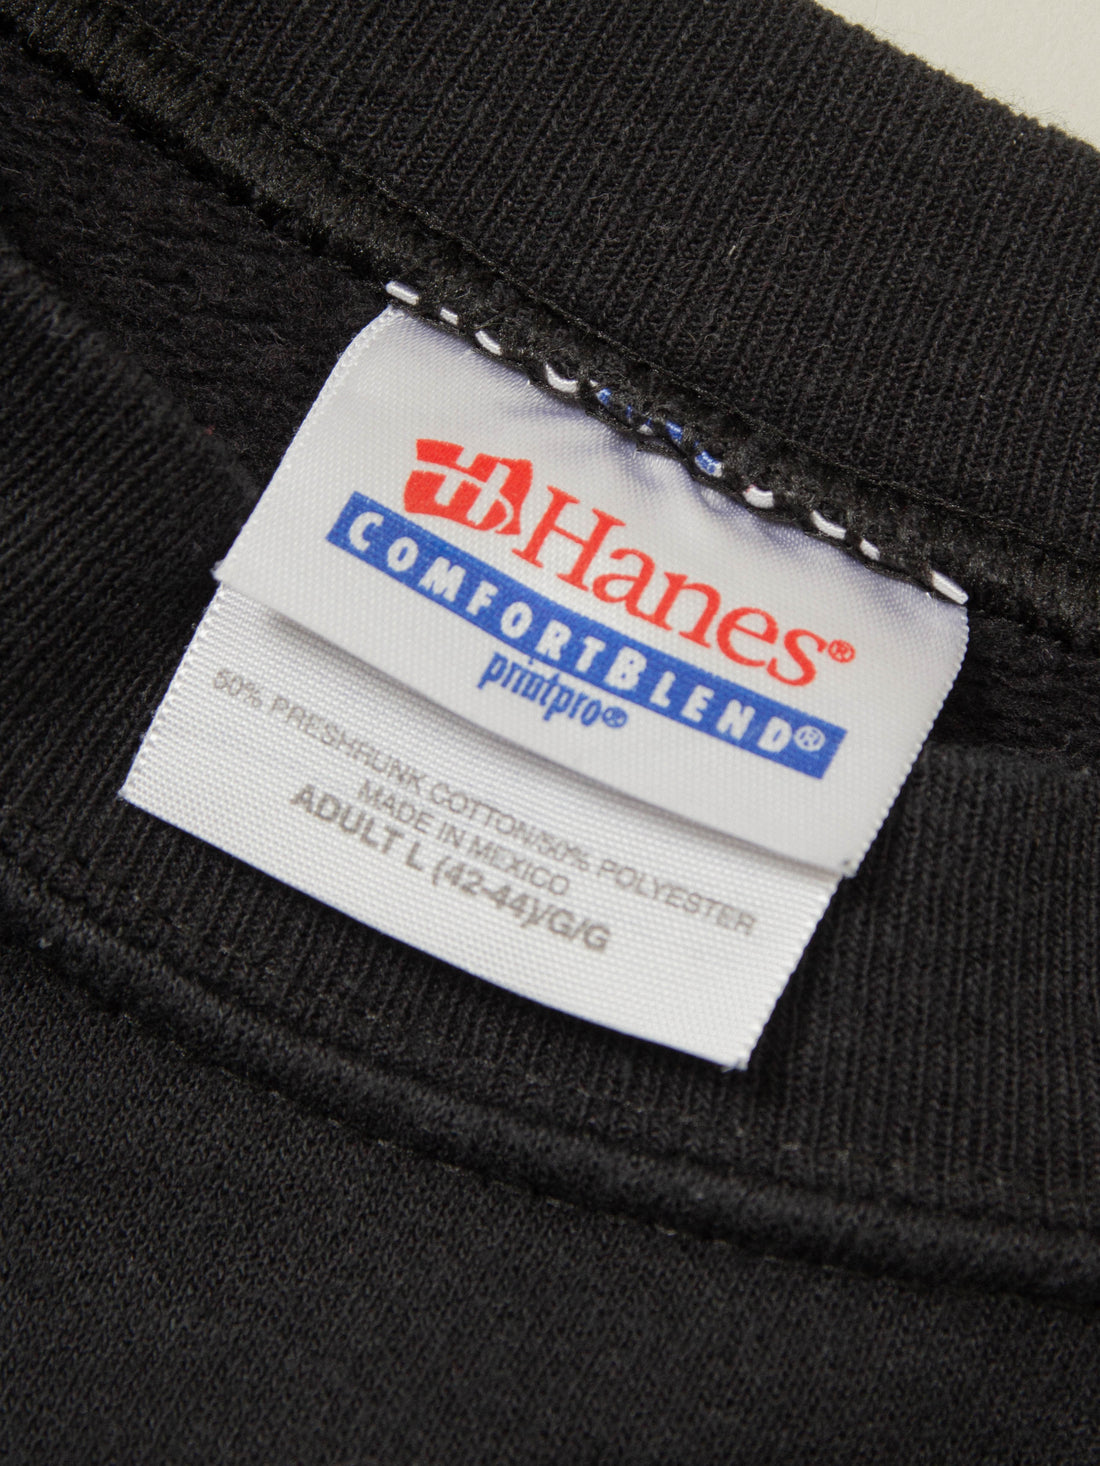 Hanes®
COMFORTBLEND®
printpro®
50% PRESHRUNK COTTON/50% POLYESTER
MADE IN MEXICO
ADULT L (42-44)/G/G